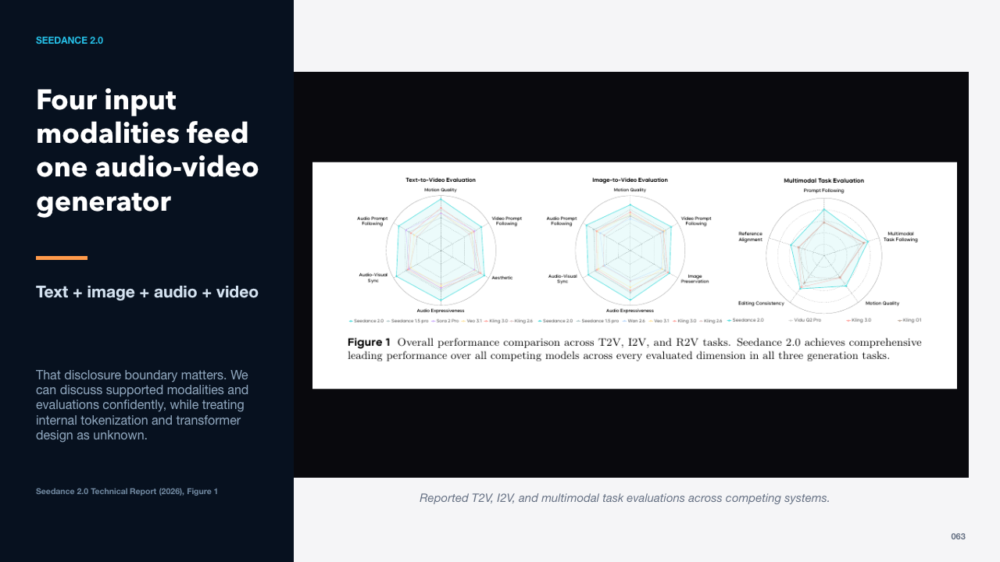 SEEDANCE 2.0
Four input
modalities feed
one audio-video
generator
Text + image + audio + video
That disclosure boundary matters. We
can discuss supported modalities and
evaluations confidently, while treating
internal tokenization and transformer
design as unknown.
Seedance 2.0 Technical Report (2026), Figure 1
Text-to-Video Evaluation
Motion Quality
Audio Prompt
Following
Video Prompt
Following
Audio-Visual
Sync
Aesthetic
Audio Expressiveness
Seedance 2.0 Seedance 1.5 pro Sora 2 Pro Veo 3.1 Kling 3.0 Kling 2.6
Image-to-Video Evaluation
Motion Quality
Audio Prompt
Following
Video Prompt
Following
Audio-Visual
Sync
Image
Preservation
Audio Expressiveness
Seedance 2.0 Seedance 1.5 pro Wan 2.6 Veo 3.1 Kling 3.0 Kling 2.6
Multimodal Task Evaluation
Prompt Following
Reference
Alignment
Multimodal
Task Following
Editing Consistency
Motion Quality
Seedance 2.0 Vidu Q2 Pro Kling 3.0 Kling O1
Figure 1 Overall performance comparison across T2V, I2V, and R2V tasks. Seedance 2.0 achieves comprehensive
leading performance over all competing models across every evaluated dimension in all three generation tasks.
Reported T2V, I2V, and multimodal task evaluations across competing systems.
063